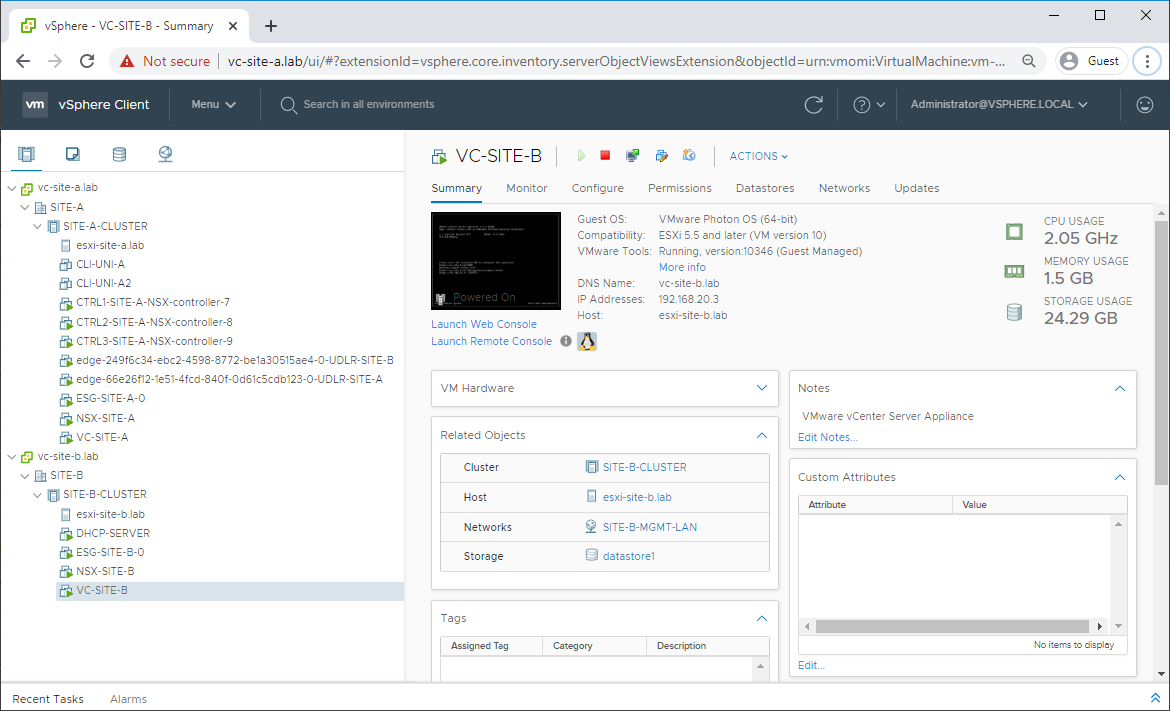 vSphere - VC-SITE-B - Summary
Not secure
vc-site-a.lab/ui/#?extensionId=vsphere.core.inventory.serverObjectViewsExtension&objectId=urn:vmomi:VirtualMachine:vm-...
Guest
vm vSphere Client
Menu
Search in all environments
Administrator@VSPHERE.LOCAL
vc-site-a.lab
SITE-A
SITE-A-CLUSTER
esxi-site-a.lab
CLI-UNI-A
CLI-UNI-A2
CTRL1-SITE-A-NSX-controller-7
CTRL2-SITE-A-NSX-controller-8
CTRL3-SITE-A-NSX-controller-9
edge-249f6c34-ebc2-4598-8772-be1a30515ae4-0-UDLR-SITE-B
edge-66e26f12-1e51-4fcd-840f-0d61c5cdb123-0-UDLR-SITE-A
ESG-SITE-A-0
NSX-SITE-A
VC-SITE-A
vc-site-b.lab
SITE-B
SITE-B-CLUSTER
esxi-site-b.lab
DHCP-SERVER
ESG-SITE-B-0
NSX-SITE-B
VC-SITE-B
VC-SITE-B
ACTIONS
Summary Monitor Configure Permissions Datastores Networks Updates
Powered On
Launch Web Console
Launch Remote Console
Guest OS: VMware Photon OS (64-bit)
Compatibility: ESXi 5.5 and later (VM version 10)
VMware Tools: Running, version:10346 (Guest Managed)
More info
DNS Name: vc-site-b.lab
IP Addresses: 192.168.20.3
Host: esxi-site-b.lab
CPU USAGE
2.05 GHz
MEMORY USAGE
1.5 GB
STORAGE USAGE
24.29 GB
VM Hardware
Related Objects
Cluster SITE-B-CLUSTER
Host esxi-site-b.lab
Networks SITE-B-MGMT-LAN
Storage datastore1
Tags
Assigned Tag Category Description
Notes
VMware vCenter Server Appliance
Edit Notes...
Custom Attributes
Attribute Value
No items to display
Edit...
Recent Tasks Alarms